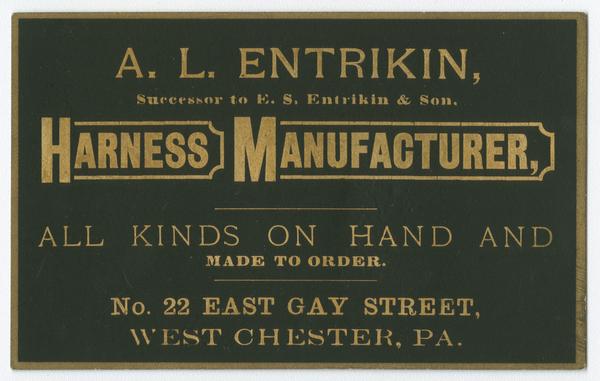 A. L. ENTRIKIN,
Successor to E. S. Entrikin & Son.
HARNESS MANUFACTURER,
ALL KINDS ON HAND AND
MADE TO ORDER.
No. 22 EAST GAY STREET,
WEST CHESTER, PA.